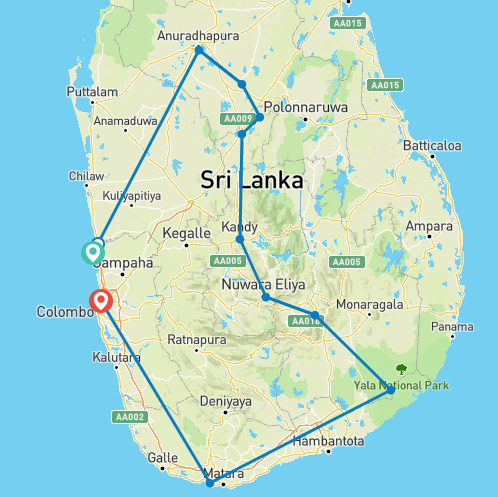 AA015
Anuradhapura
Puttalam
AA015
Polonnaruwa
Anamaduwa
AA009
Batticaloa
Chilaw
Sri Lanka
Kuliyapitiya
Kandy
Ampara
Kegalle
Gampaha
AA005
AA005
Nuwara Eliya
Monaragala
Colombo
AA016
Panama
Ratnapura
Kalutara
Yala National Park
Deniyaya
AA002
Hambantota
Galle
Matara